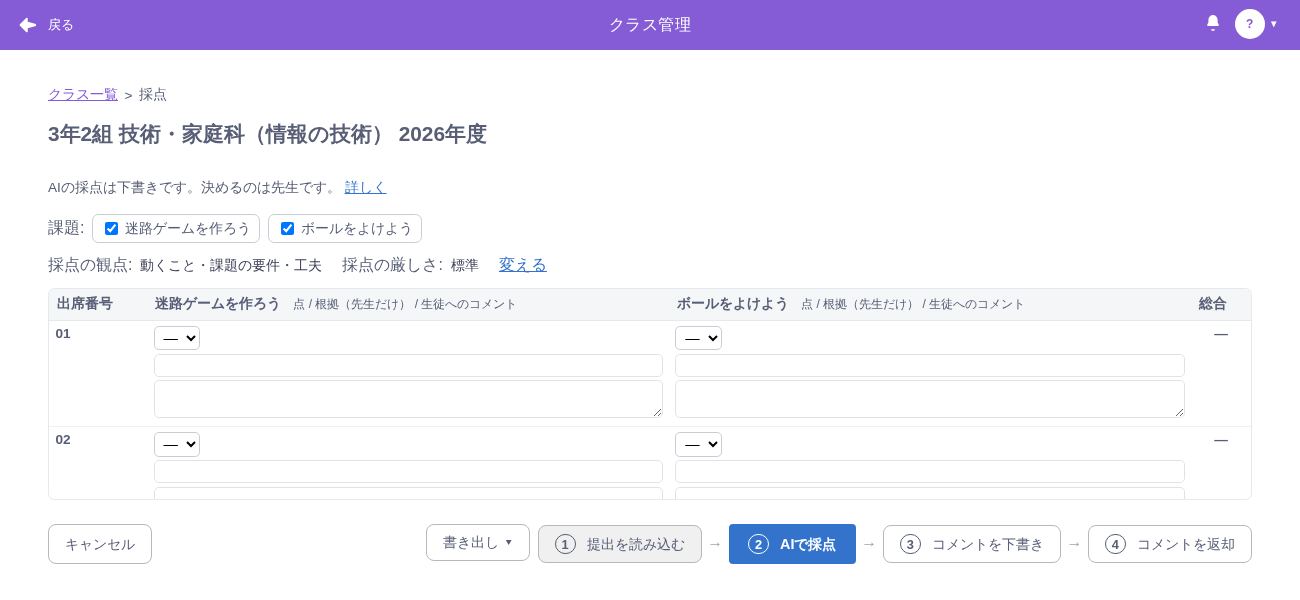 戻る クラス管理 ? ▼
クラス一覧 > 採点
3年2組 技術・家庭科（情報の技術） 2026年度
AIの採点は下書きです。決めるのは先生です。 詳しく
課題: 迷路ゲームを作ろう ボールをよけよう
採点の観点: 動くこと・課題の要件・工夫 採点の厳しさ: 標準 変える
出席番号 迷路ゲームを作ろう 点 / 根拠（先生だけ） / 生徒へのコメント ボールをよけよう 点 / 根拠（先生だけ） / 生徒へのコメント 総合
01 — — —
02 — — —
キャンセル 書き出し ▼ 1 提出を読み込む → 2 AIで採点 → 3 コメントを下書き → 4 コメントを返却